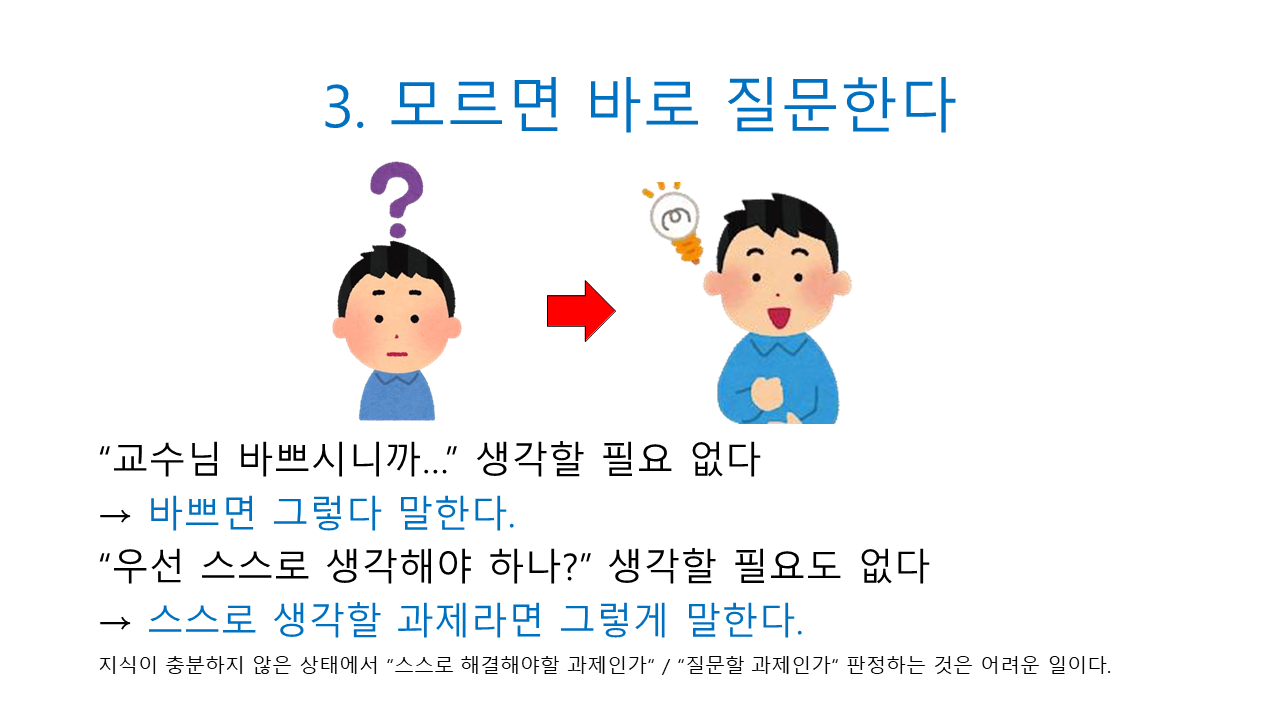 3. 모르면 바로 질문한다
?
“교수님 바쁘시니까…” 생각할 필요 없다
→ 바쁘면 그렇다 말한다.
“우선 스스로 생각해야 하나?” 생각할 필요도 없다
→ 스스로 생각할 과제라면 그렇게 말한다.
지식이 충분하지 않은 상태에서 “스스로 해결해야할 과제인가” / “질문할 과제인가” 판정하는 것은 어려운 일이다.